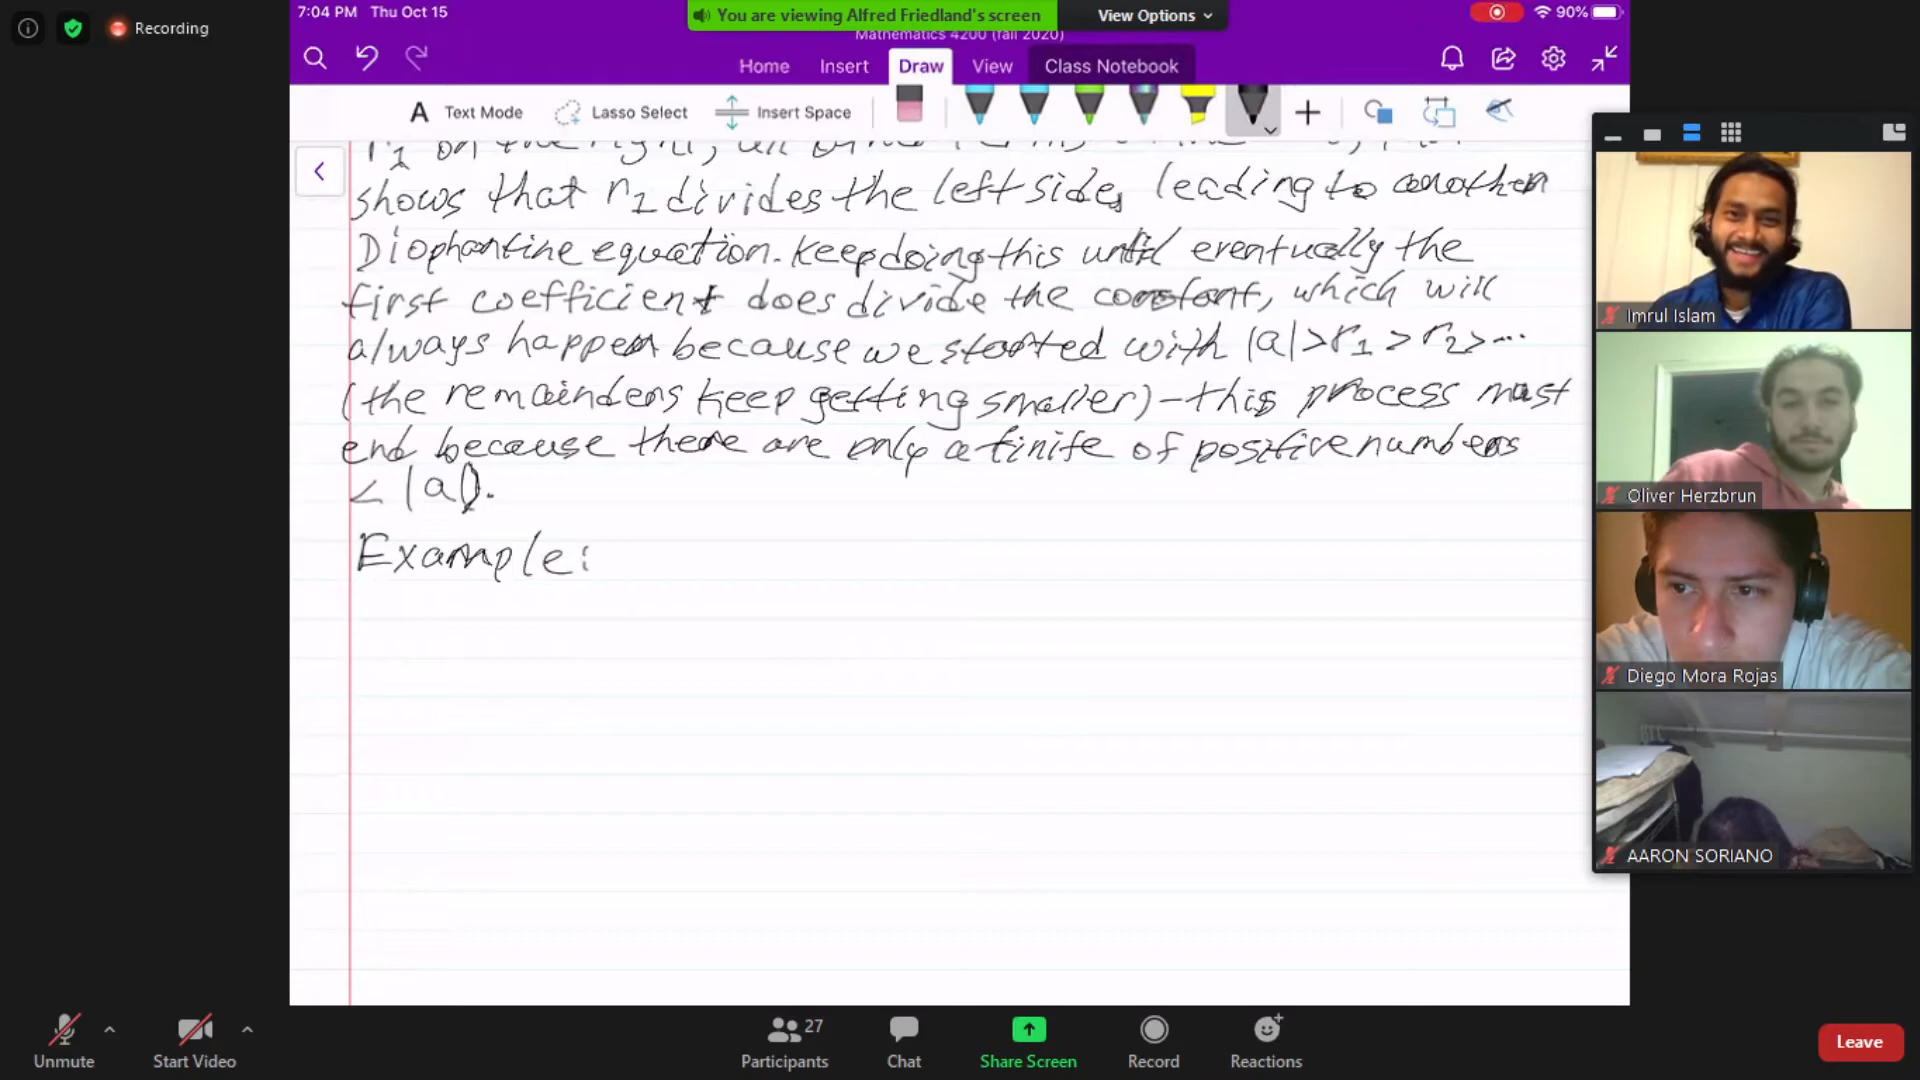 7:04 PM Thu Oct 15
You are viewing Alfred Friedland's screen
View Options
90%
Recording
Mathematics 4200 (fall 2020)
Home Insert Draw View Class Notebook
Text Mode Lasso Select Insert Space
r1 on the right,
shows that r1 divides the left side, leading to another
Diophantine equation. Keep doing this until eventually the
first coefficient does divide the constant, which will
always happen because we started with |a|>r1>r2>...
(the remainders keep getting smaller)-this process must
end because there are only a finite of positive numbers
<|a|).
Example:
Imrul Islam
Oliver Herzbrun
Diego Mora Rojas
AARON SORIANO
Unmute Start Video Participants 27 Chat Share Screen Record Reactions Leave